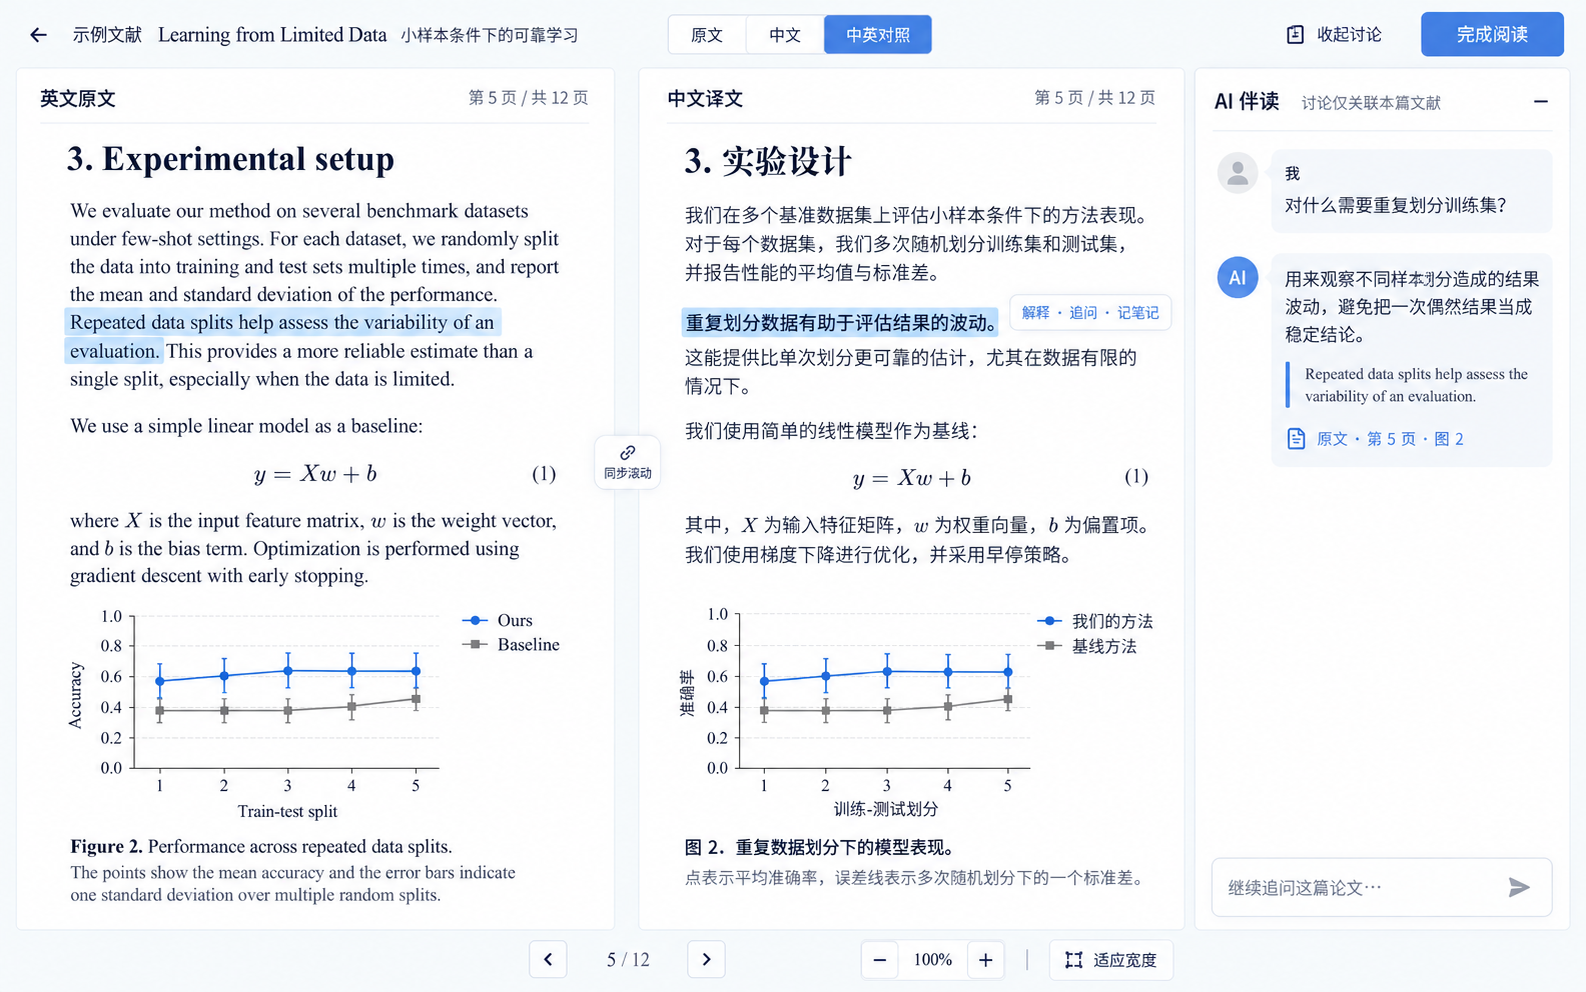 示例文献 Learning from Limited Data 小样本条件下的可靠学习
原文 中文 中英对照
收起讨论 完成阅读
英文原文 第 5 页 / 共 12 页
3. Experimental setup
We evaluate our method on several benchmark datasets
under few-shot settings. For each dataset, we randomly split
the data into training and test sets multiple times, and report
the mean and standard deviation of the performance.
Repeated data splits help assess the variability of an
evaluation. This provides a more reliable estimate than a
single split, especially when the data is limited.
We use a simple linear model as a baseline:
y = Xw + b (1)
where X is the input feature matrix, w is the weight vector,
and b is the bias term. Optimization is performed using
gradient descent with early stopping.
1.0
0.8
0.6
0.4
0.2
0.0
Accuracy
1 2 3 4 5
Train-test split
Ours
Baseline
Figure 2. Performance across repeated data splits.
The points show the mean accuracy and the error bars indicate
one standard deviation over multiple random splits.
同步滚动
中文译文 第 5 页 / 共 12 页
3. 实验设计
我们在多个基准数据集上评估小样本条件下的方法表现。
对于每个数据集，我们多次随机划分训练集和测试集，
并报告性能的平均值与标准差。
重复划分数据有助于评估结果的波动。
解释 · 追问 · 记笔记
这能提供比单次划分更可靠的估计，尤其在数据有限的
情况下。
我们使用简单的线性模型作为基线：
y = Xw + b (1)
其中，X 为输入特征矩阵，w 为权重向量，b 为偏置项。
我们使用梯度下降进行优化，并采用早停策略。
1.0
0.8
0.6
0.4
0.2
0.0
准确率
1 2 3 4 5
训练-测试划分
我们的方法
基线方法
图 2. 重复数据划分下的模型表现。
点表示平均准确率，误差线表示多次随机划分下的一个标准差。
AI 伴读 讨论仅关联本篇文献
我
对什么需要重复划分训练集？
AI
用来观察不同样本划分造成的结果
波动，避免把一次偶然结果当成
稳定结论。
Repeated data splits help assess the
variability of an evaluation.
原文 · 第 5 页 · 图 2
继续追问这篇论文···
5 / 12
100%
适应宽度